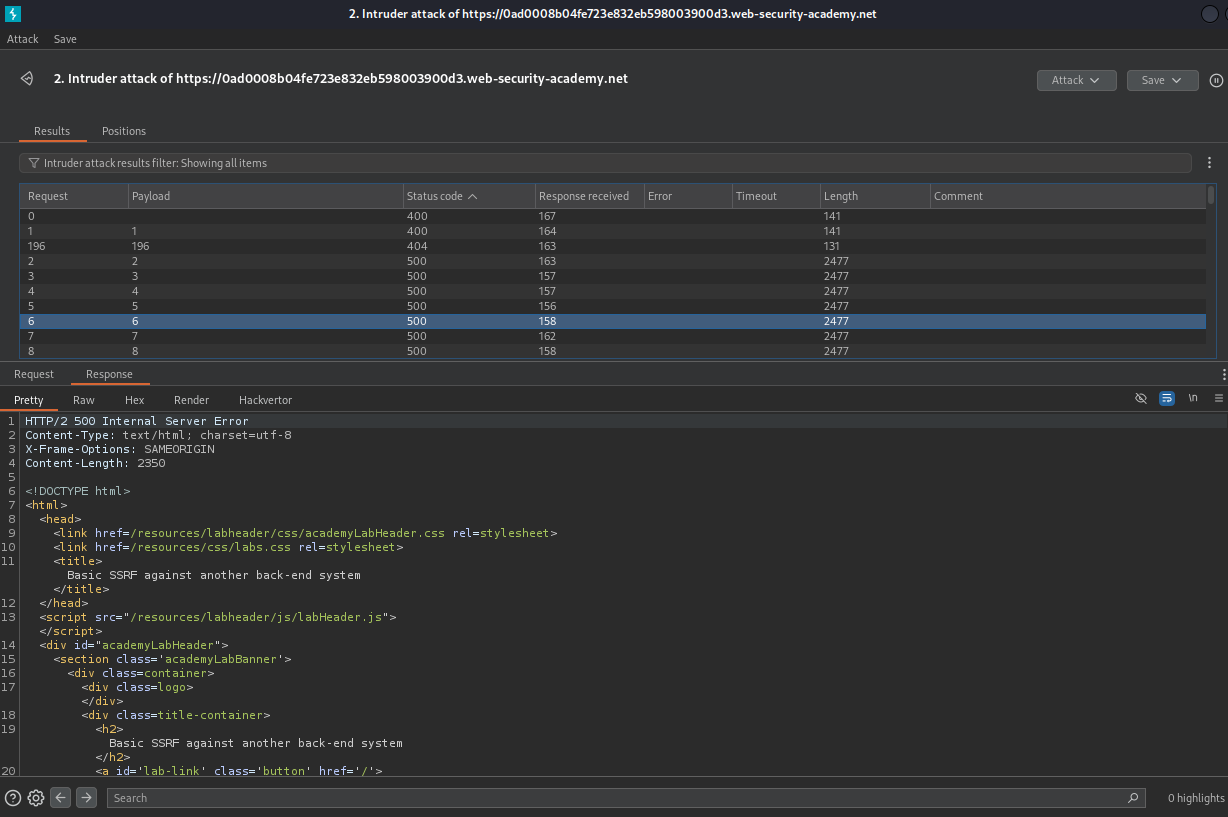 2. Intruder attack of https://0ad0008b04fe723e832eb598003900d3.web-security-academy.net
Attack Save
2. Intruder attack of https://0ad0008b04fe723e832eb598003900d3.web-security-academy.net
Attack Save
Results Positions
Intruder attack results filter: Showing all items
Request Payload Status code Response received Error Timeout Length Comment
0 400 167 141
1 1 400 164 141
196 196 404 163 131
2 2 500 163 2477
3 3 500 157 2477
4 4 500 157 2477
5 5 500 156 2477
6 6 500 158 2477
7 7 500 162 2477
8 8 500 158 2477
Request Response
Pretty Raw Hex Render Hackvertor \n
1 HTTP/2 500 Internal Server Error
2 Content-Type: text/html; charset=utf-8
3 X-Frame-Options: SAMEORIGIN
4 Content-Length: 2350
5
6 <!DOCTYPE html>
7 <html>
8 <head>
9 <link href=/resources/labheader/css/academyLabHeader.css rel=stylesheet>
10 <link href=/resources/css/labs.css rel=stylesheet>
11 <title>
Basic SSRF against another back-end system
</title>
12 </head>
13 <script src="/resources/labheader/js/labHeader.js">
</script>
14 <div id="academyLabHeader">
15 <section class='academyLabBanner'>
16 <div class=container>
17 <div class=logo>
</div>
18 <div class=title-container>
19 <h2>
Basic SSRF against another back-end system
</h2>
20 <a id='lab-link' class='button' href='/'>
Search 0 highlights